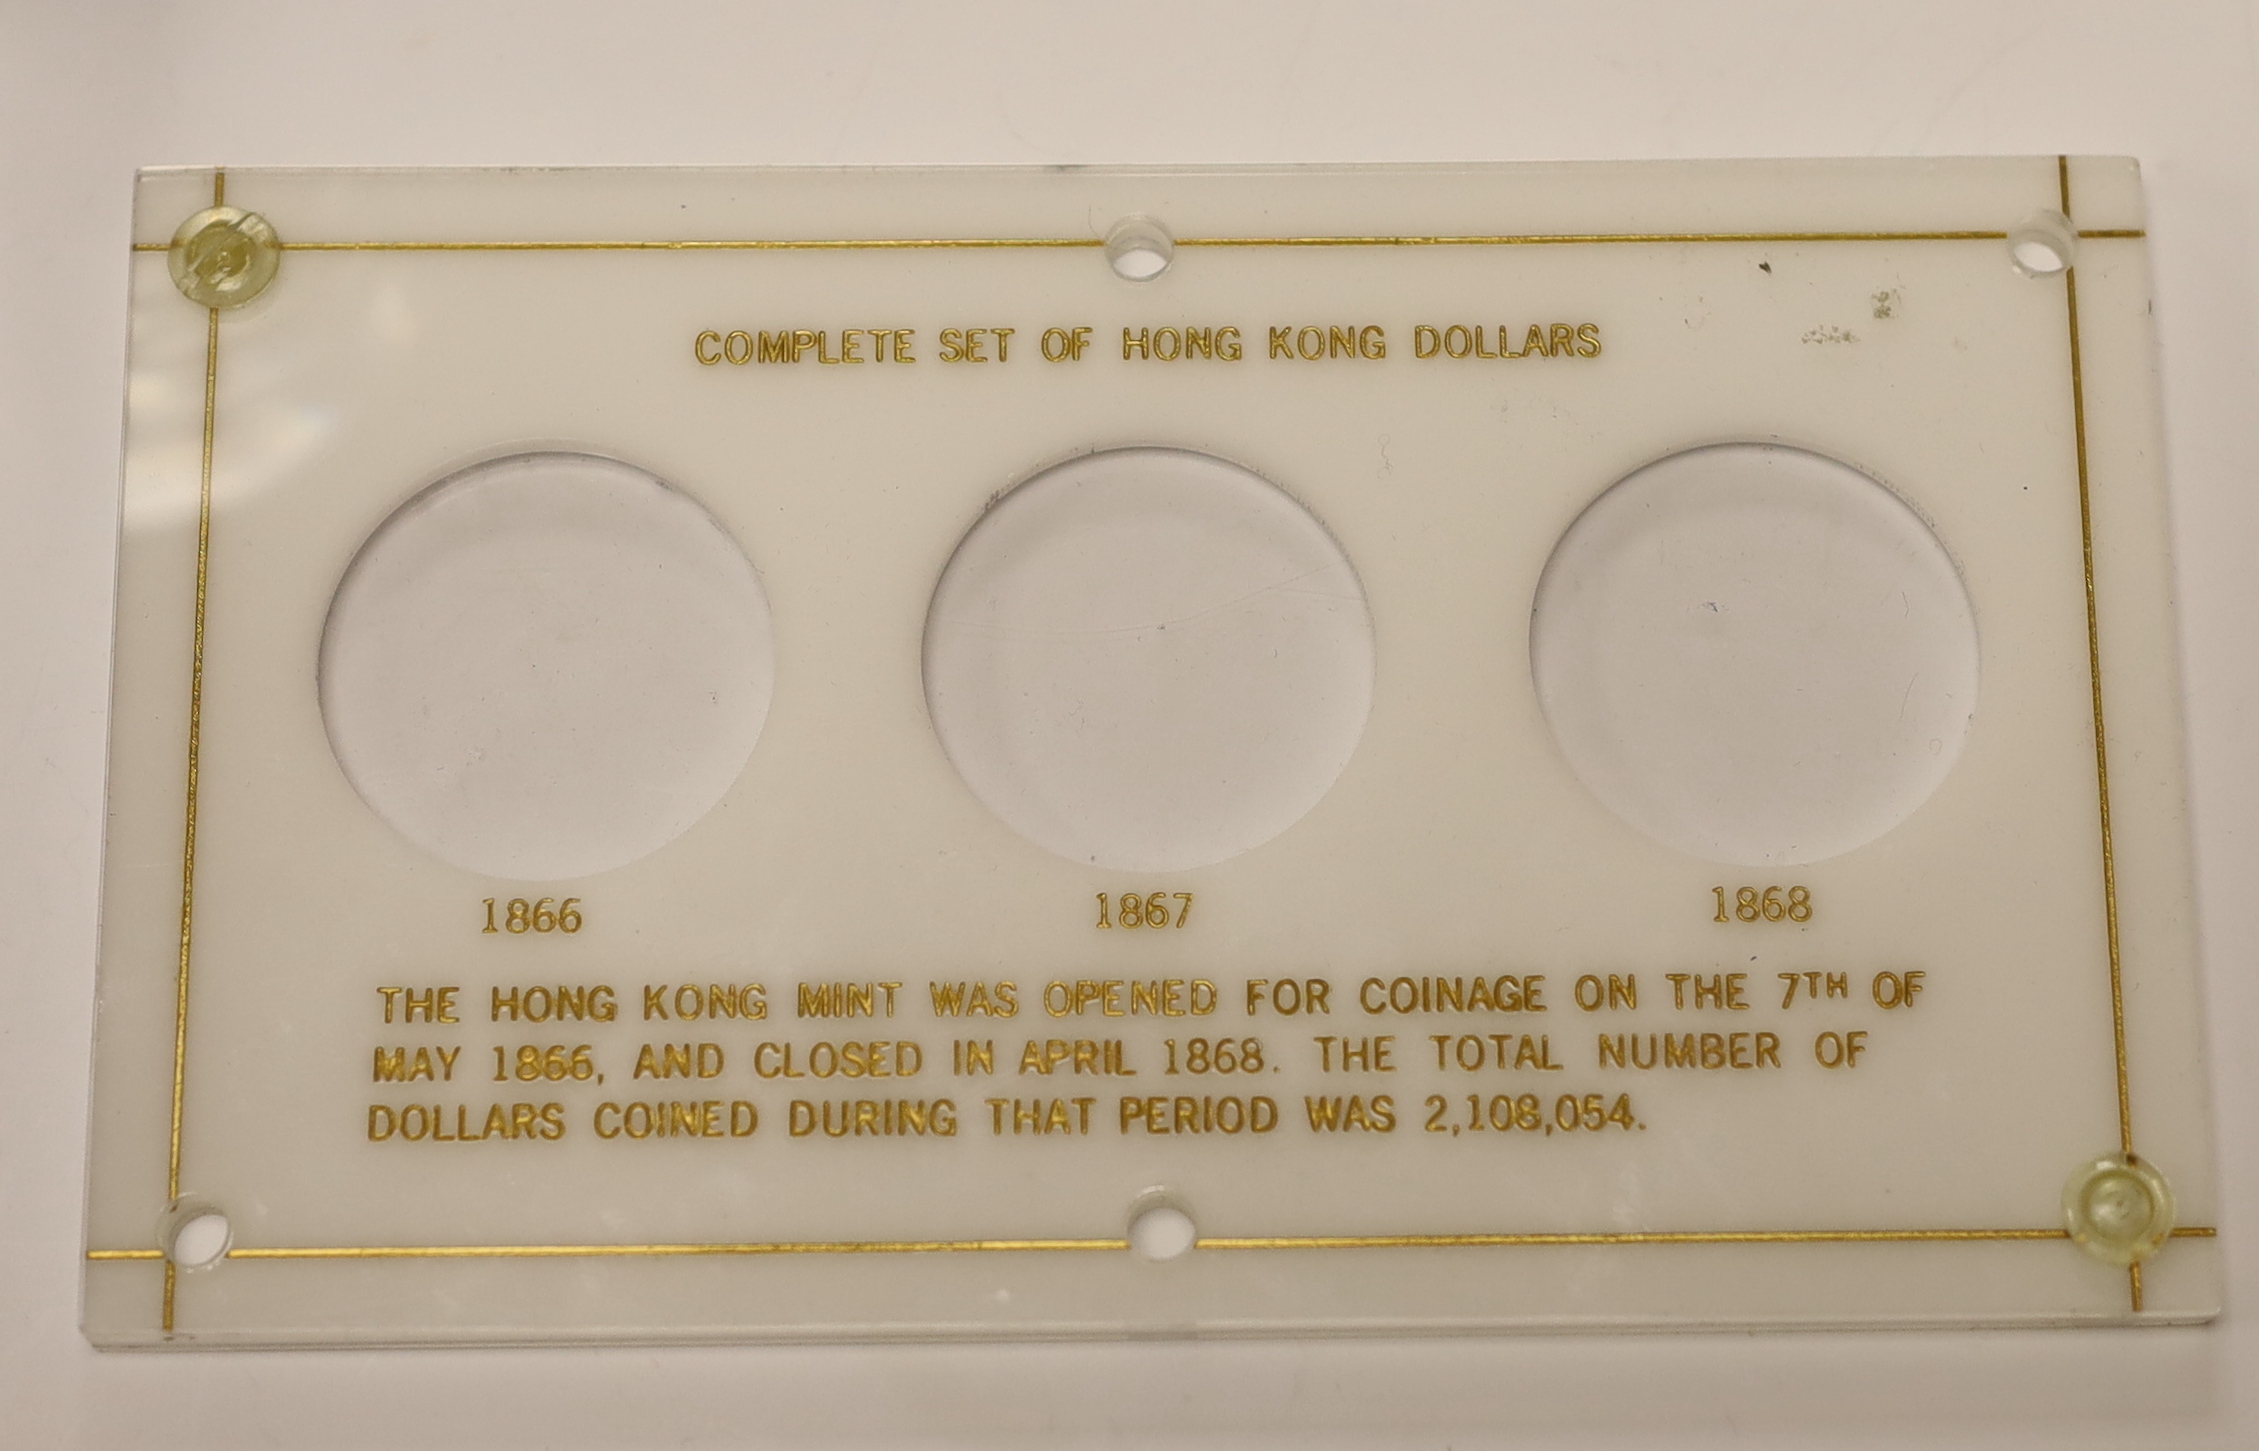 COMPLETE SET OF HONG KONG DOLLARS
1866 1867 1868
THE HONG KONG MINT WAS OPENED FOR COINAGE ON THE 7TH OF
MAY 1866, AND CLOSED IN APRIL 1868. THE TOTAL NUMBER OF
DOLLARS COINED DURING THAT PERIOD WAS 2,108,054.